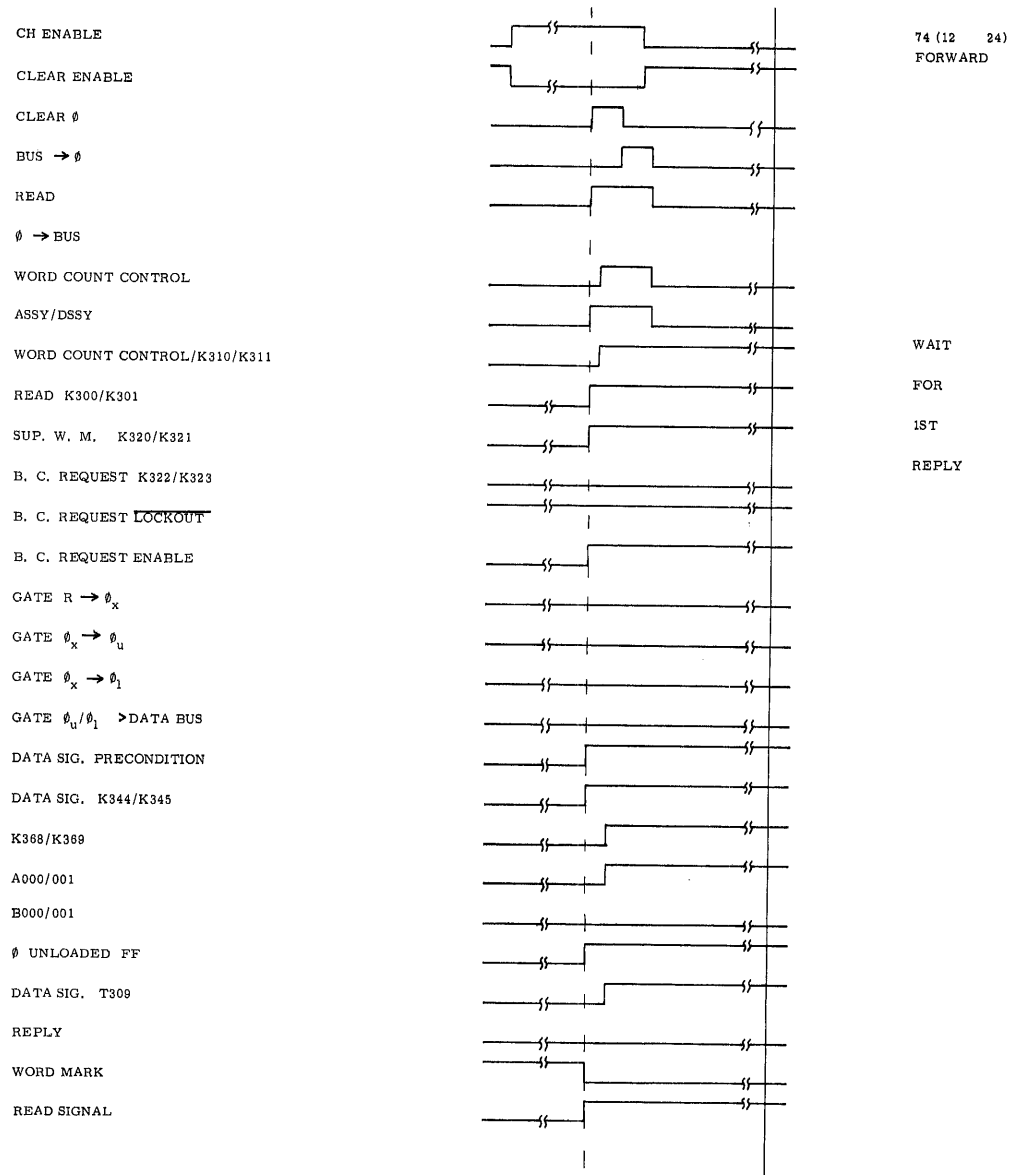 CH ENABLE
CLEAR ENABLE
CLEAR ∅
BUS → ∅
READ
∅ → BUS
WORD COUNT CONTROL
ASSY/DSSY
WORD COUNT CONTROL/K310/K311
READ K300/K301
SUP. W. M. K320/K321
B. C. REQUEST K322/K323
B. C. REQUEST LOCKOUT
B. C. REQUEST ENABLE
GATE R → ∅x
GATE ∅x → ∅u
GATE ∅x → ∅1
GATE ∅u/∅1 >DATA BUS
DATA SIG. PRECONDITION
DATA SIG. K344/K345
K368/K369
A000/001
B000/001
∅ UNLOADED FF
DATA SIG. T309
REPLY
WORD MARK
READ SIGNAL
74 (12 24)
FORWARD
WAIT
FOR
1ST
REPLY